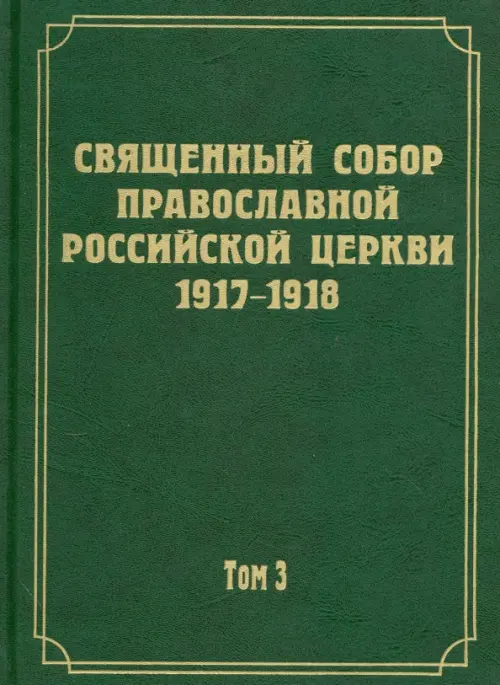 СВЯЩЕННЫЙ СОБОР
ПРАВОСЛАВНОЙ
РОССИЙСКОЙ ЦЕРКВИ
1917–1918
Том 3